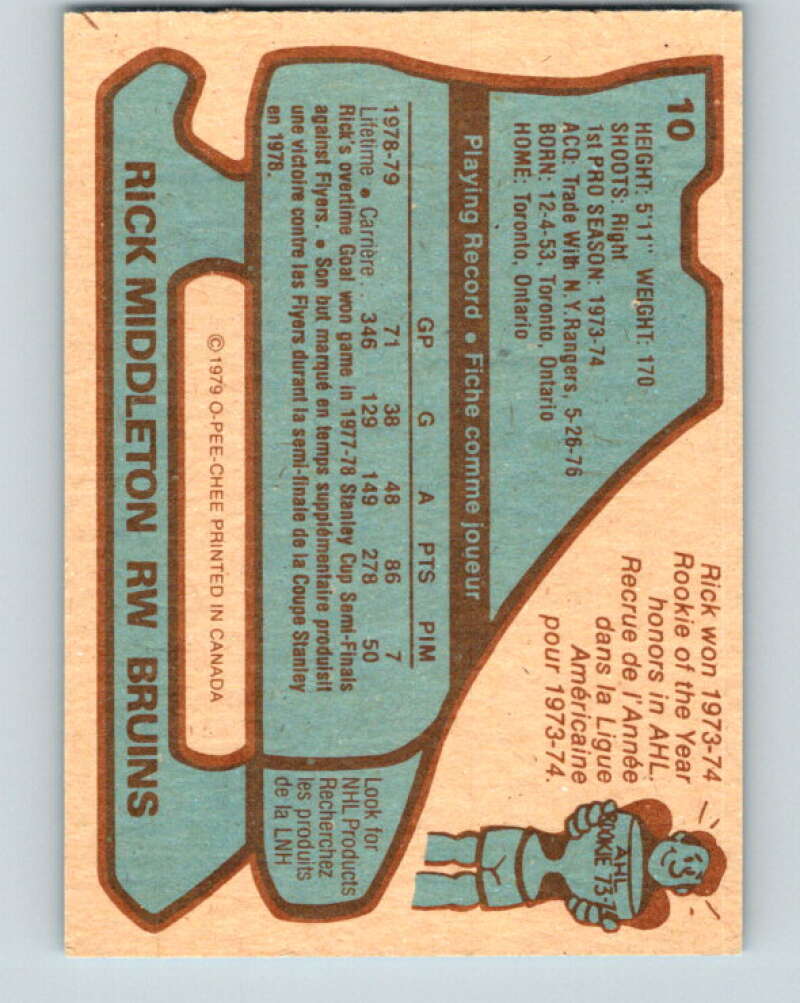 10
HEIGHT: 5'11" WEIGHT: 170
SHOOTS: Right
1st PRO SEASON: 1973-74
ACQ: Trade With N.Y. Rangers, 5-26-76
BORN: 12-4-53, Toronto, Ontario
HOME: Toronto, Ontario
Rick won 1973-74
Rookie of the Year
honors in AHL.
Recrue de l'Année
dans la Ligue
Américaine
pour 1973-74.
AHL
ROOKIE 73-74
Playing Record • Fiche comme joueur
GP G A PTS PIM
1978-79 71 38 48 86 7
Lifetime • Carrière.. 346 129 149 278 50
Rick's overtime Goal won game in 1977-78 Stanley Cup Semi-Finals
against Flyers. • Son but marqué en temps supplémentaire produisit
une victoire contre las Flyers durant la semi-finale de la Coupe Stanley
en 1978.
Look for
NHL Products
Recherchez
les produits
de la LNH
© 1979 O-PEE-CHEE PRINTED IN CANADA
RICK MIDDLETON RW BRUINS